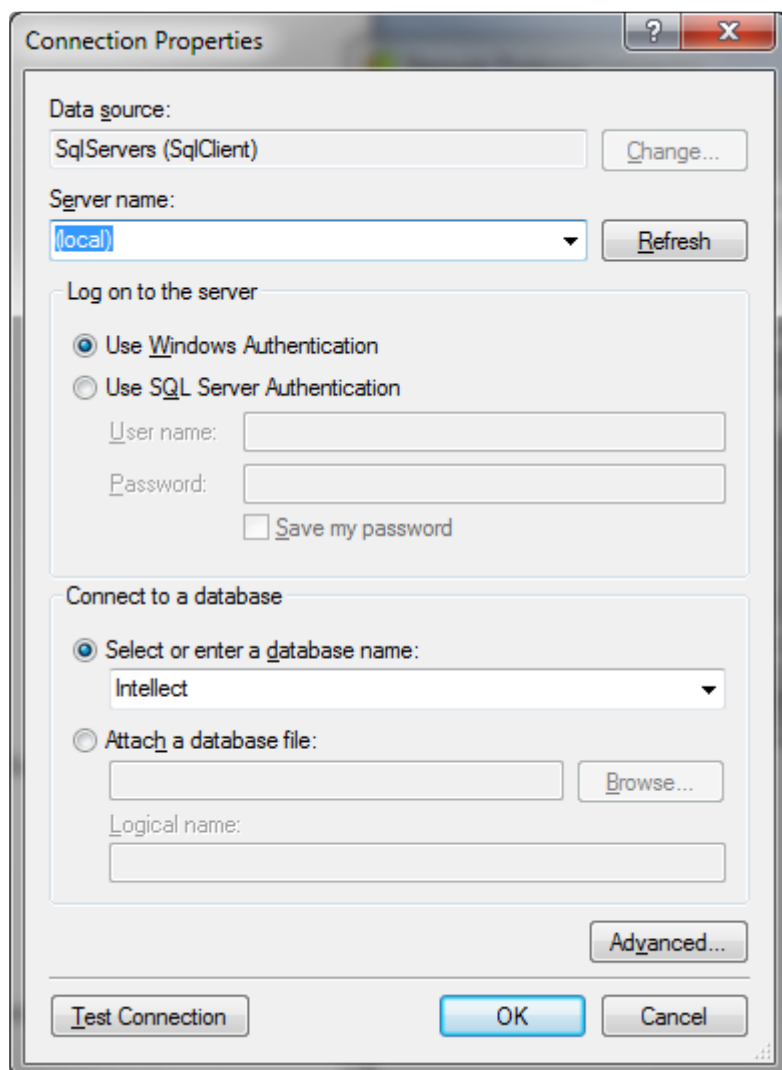 Connection Properties
?
Data source:
SqlServers (SqlClient)
Change...
Server name:
(local)
Refresh
Log on to the server
Use Windows Authentication
Use SQL Server Authentication
User name:
Password:
Save my password
Connect to a database
Select or enter a database name:
Intellect
Attach a database file:
Browse...
Logical name:
Advanced...
Test Connection
OK
Cancel